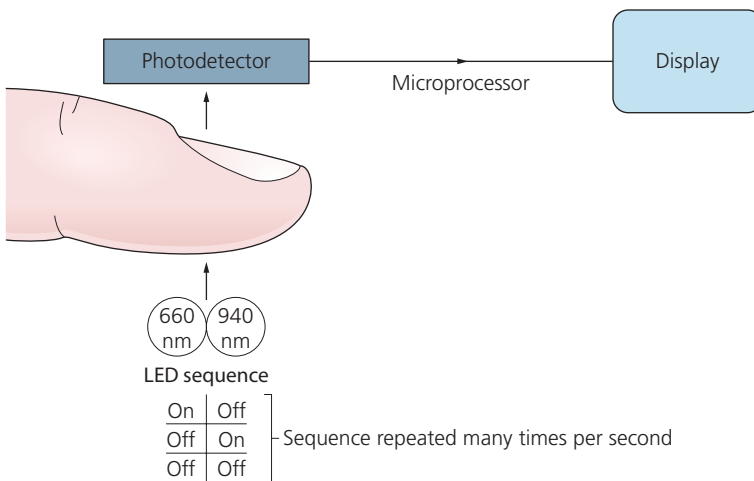 Photodetector
Microprocessor
Display
660 nm
940 nm
LED sequence
On Off
Off On
Off Off
Sequence repeated many times per second